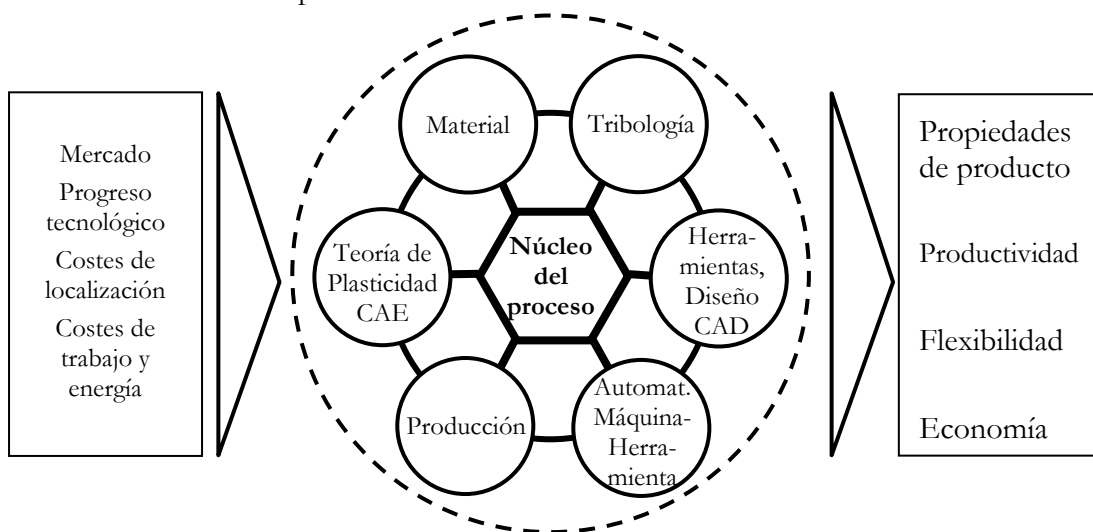 Mercado
Progreso
tecnológico
Costes de
localización
Costes de
trabajo y
energía
Material
Tribología
Teoría de
Plasticidad
CAE
Núcleo
del
proceso
Herra-
mientas,
Diseño
CAD
Producción
Automat.
Máquina-
Herra-
mienta
Propiedades
de producto
Productividad
Flexibilidad
Economía